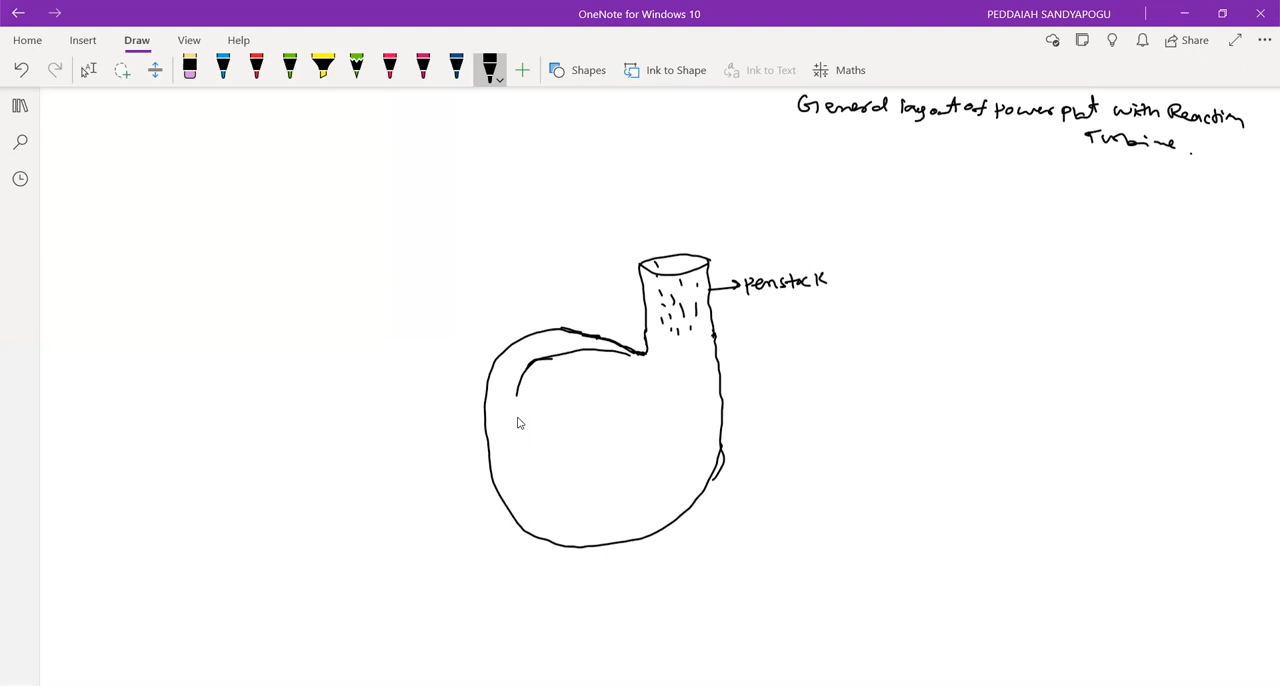 OneNote for Windows 10
PEDDAIAH SANDYAPOGU
Home Insert Draw View Help
Share
Shapes Ink to Shape Ink to Text Maths
General layout of power plat with Reaction
Turbine.
penstock